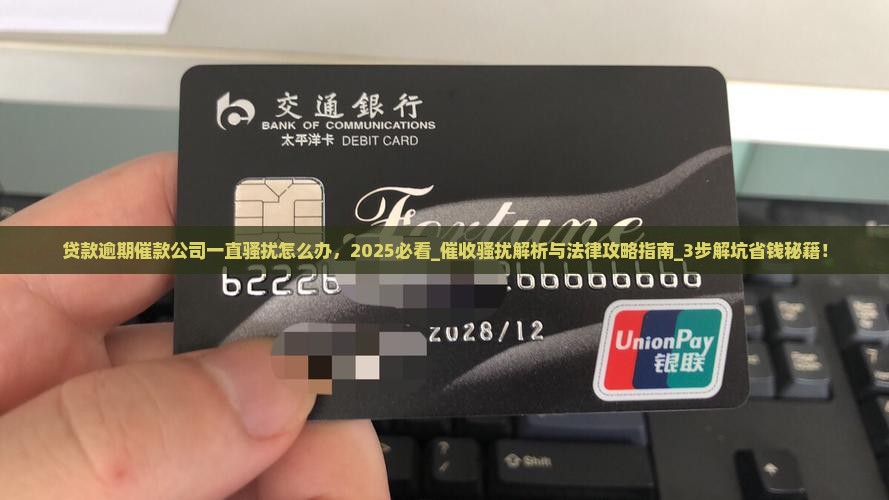 交通銀行
BANK OF COMMUNICATIONS
太平洋卡 DEBIT CARD
Fortune
贷款逾期催款公司一直骚扰怎么办，2025必看_催收骚扰解析与法律攻略指南_3步解坑省钱秘籍！
62226 66666666
2028/12
UnionPay
银联
Shift